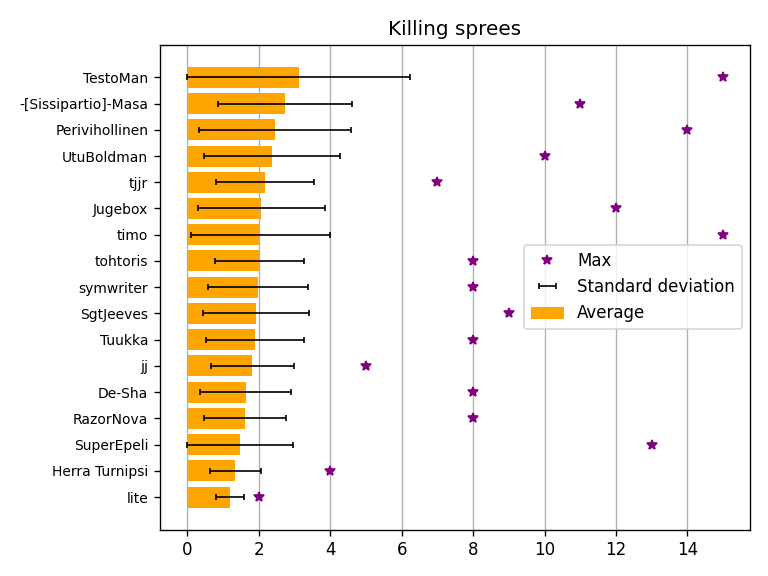 Killing sprees
TestoMan
-[Sissipartio]-Masa
Perivihollinen
UtuBoldman
tjjr
Jugebox
timo
tohtoris
symwriter
SgtJeeves
Tuukka
jj
De-Sha
RazorNova
SuperEpeli
Herra Turnipsi
lite
Max
Standard deviation
Average
0 2 4 6 8 10 12 14